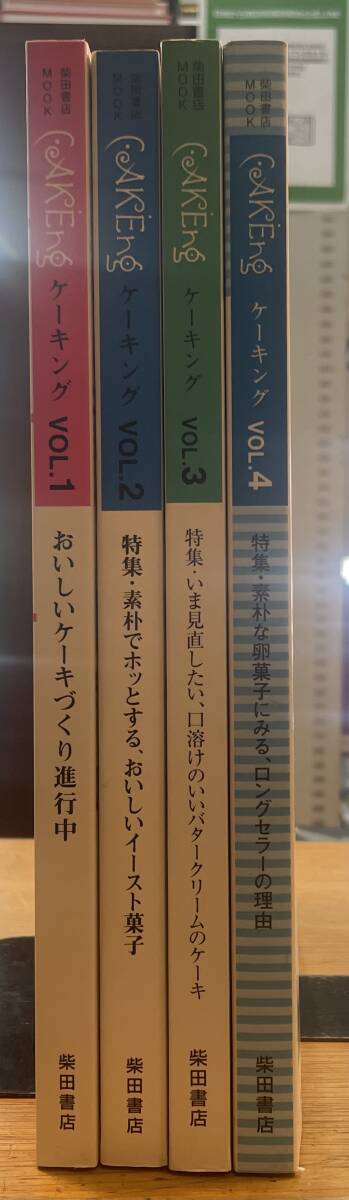 柴田書店
MOOK
CAKEing
ケーキング
VOL.1
おいしいケーキづくり進行中
柴田書店
柴田書店
MOOK
CAKEing
ケーキング
VOL.2
特集・素朴でホッとする、おいしいイースト菓子
柴田書店
柴田書店
MOOK
CAKEing
ケーキング
VOL.3
特集・いま見直したい、口溶けのいいバタークリームのケーキ
柴田書店
柴田書店
MOOK
CAKEing
ケーキング
VOL.4
特集・素朴な卵菓子にみる、ロングセラーの理由
柴田書店